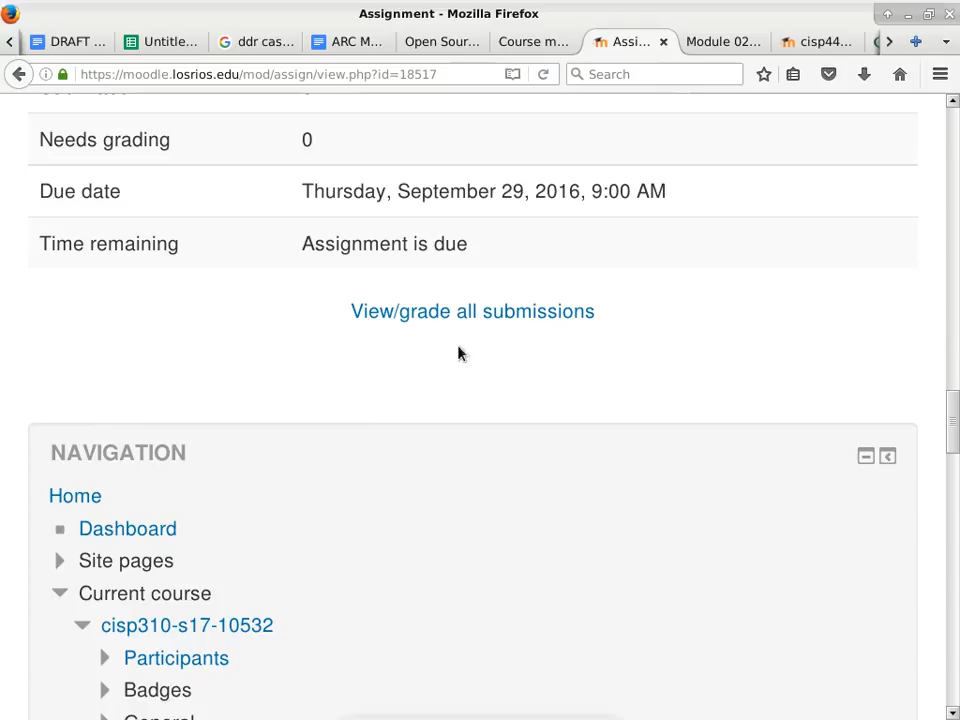 Assignment - Mozilla Firefox
DRAFT ...
Untitle...
ddr cas...
ARC M...
Open Sour...
Course m...
Assi...
Module 02...
cisp44...
https://moodle.losrios.edu/mod/assign/view.php?id=18517
Search
Needs grading 0
Due date Thursday, September 29, 2016, 9:00 AM
Time remaining Assignment is due
View/grade all submissions
NAVIGATION
Home
Dashboard
Site pages
Current course
cisp310-s17-10532
Participants
Badges
General